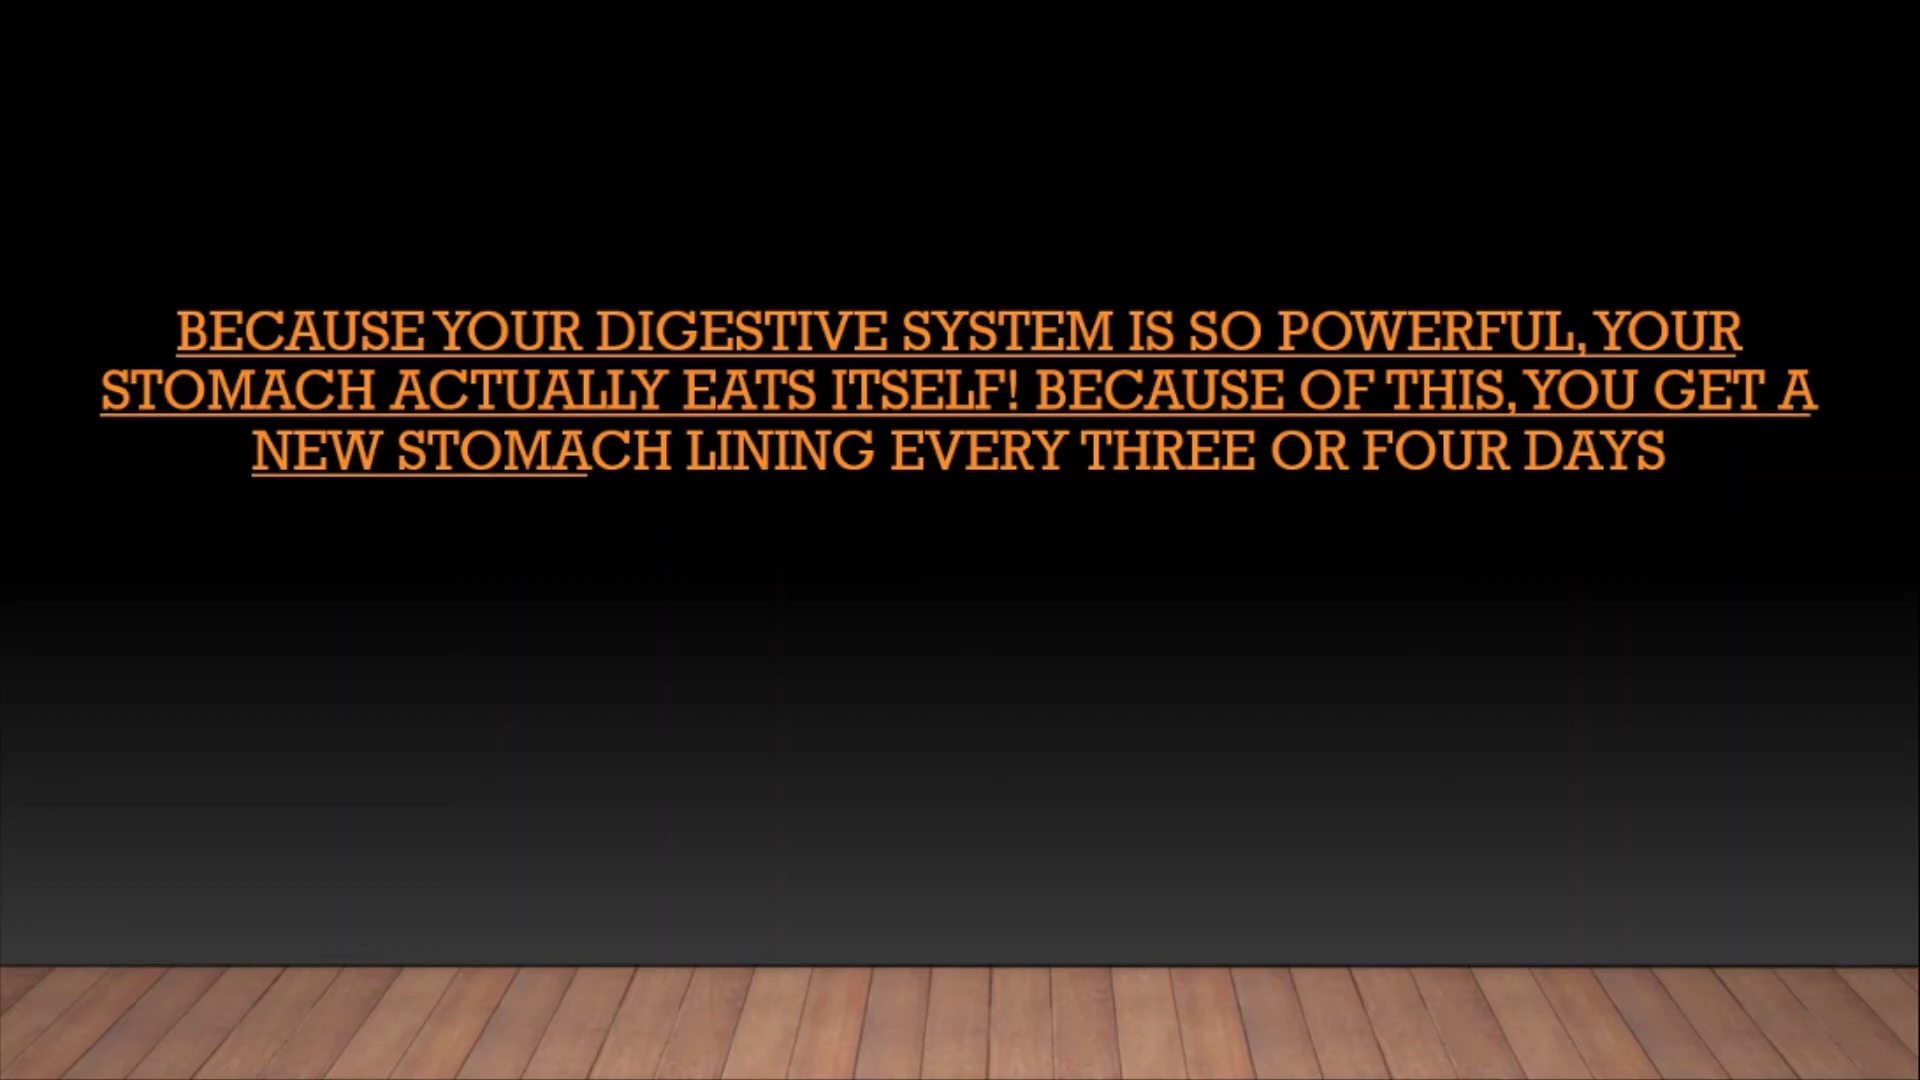 BECAUSE YOUR DIGESTIVE SYSTEM IS SO POWERFUL, YOUR
STOMACH ACTUALLY EATS ITSELF! BECAUSE OF THIS, YOU GET A
NEW STOMACH LINING EVERY THREE OR FOUR DAYS